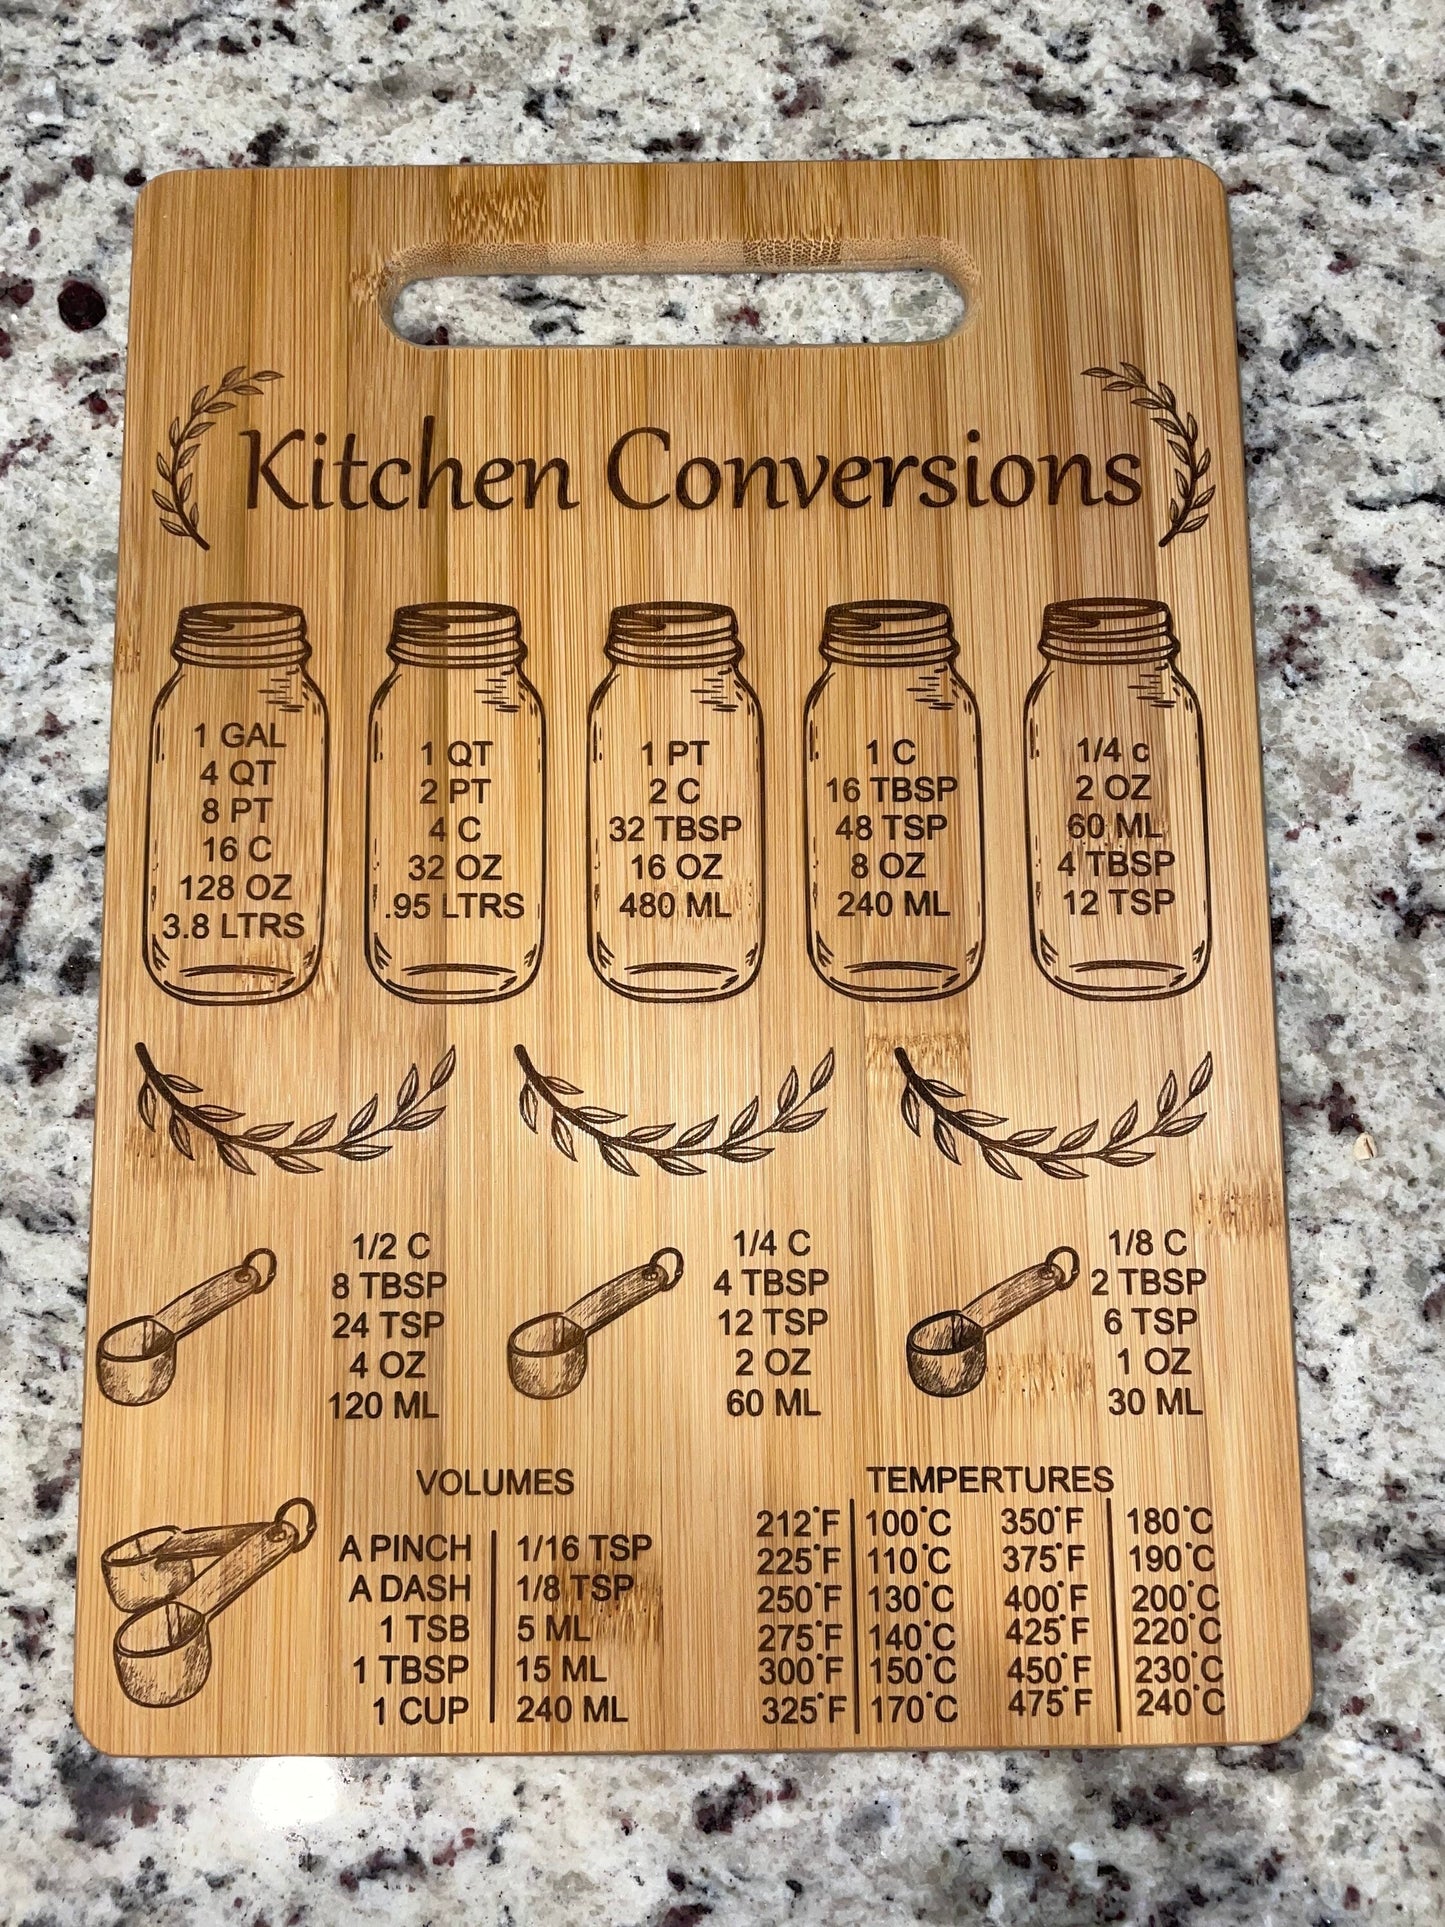 Kitchen Conversions
1 GAL
4 QT
8 PT
16 C
128 OZ
3.8 LTRS
1 QT
2 PT
4 C
32 OZ
.95 LTRS
1 PT
2 C
32 TBSP
16 OZ
480 ML
1 C
16 TBSP
48 TSP
8 OZ
240 ML
1/4 c
2 OZ
60 ML
4 TBSP
12 TSP
1/2 C
8 TBSP
24 TSP
4 OZ
120 ML
1/4 C
4 TBSP
12 TSP
2 OZ
60 ML
1/8 C
2 TBSP
6 TSP
1 OZ
30 ML
VOLUMES
A PINCH 1/16 TSP
A DASH 1/8 TSP
1 TSB 5 ML
1 TBSP 15 ML
1 CUP 240 ML
TEMPERTURES
212°F 100°C 350°F 180°C
225°F 110°C 375°F 190°C
250°F 130°C 400°F 200°C
275°F 140°C 425°F 220°C
300°F 150°C 450°F 230°C
325°F 170°C 475°F 240°C